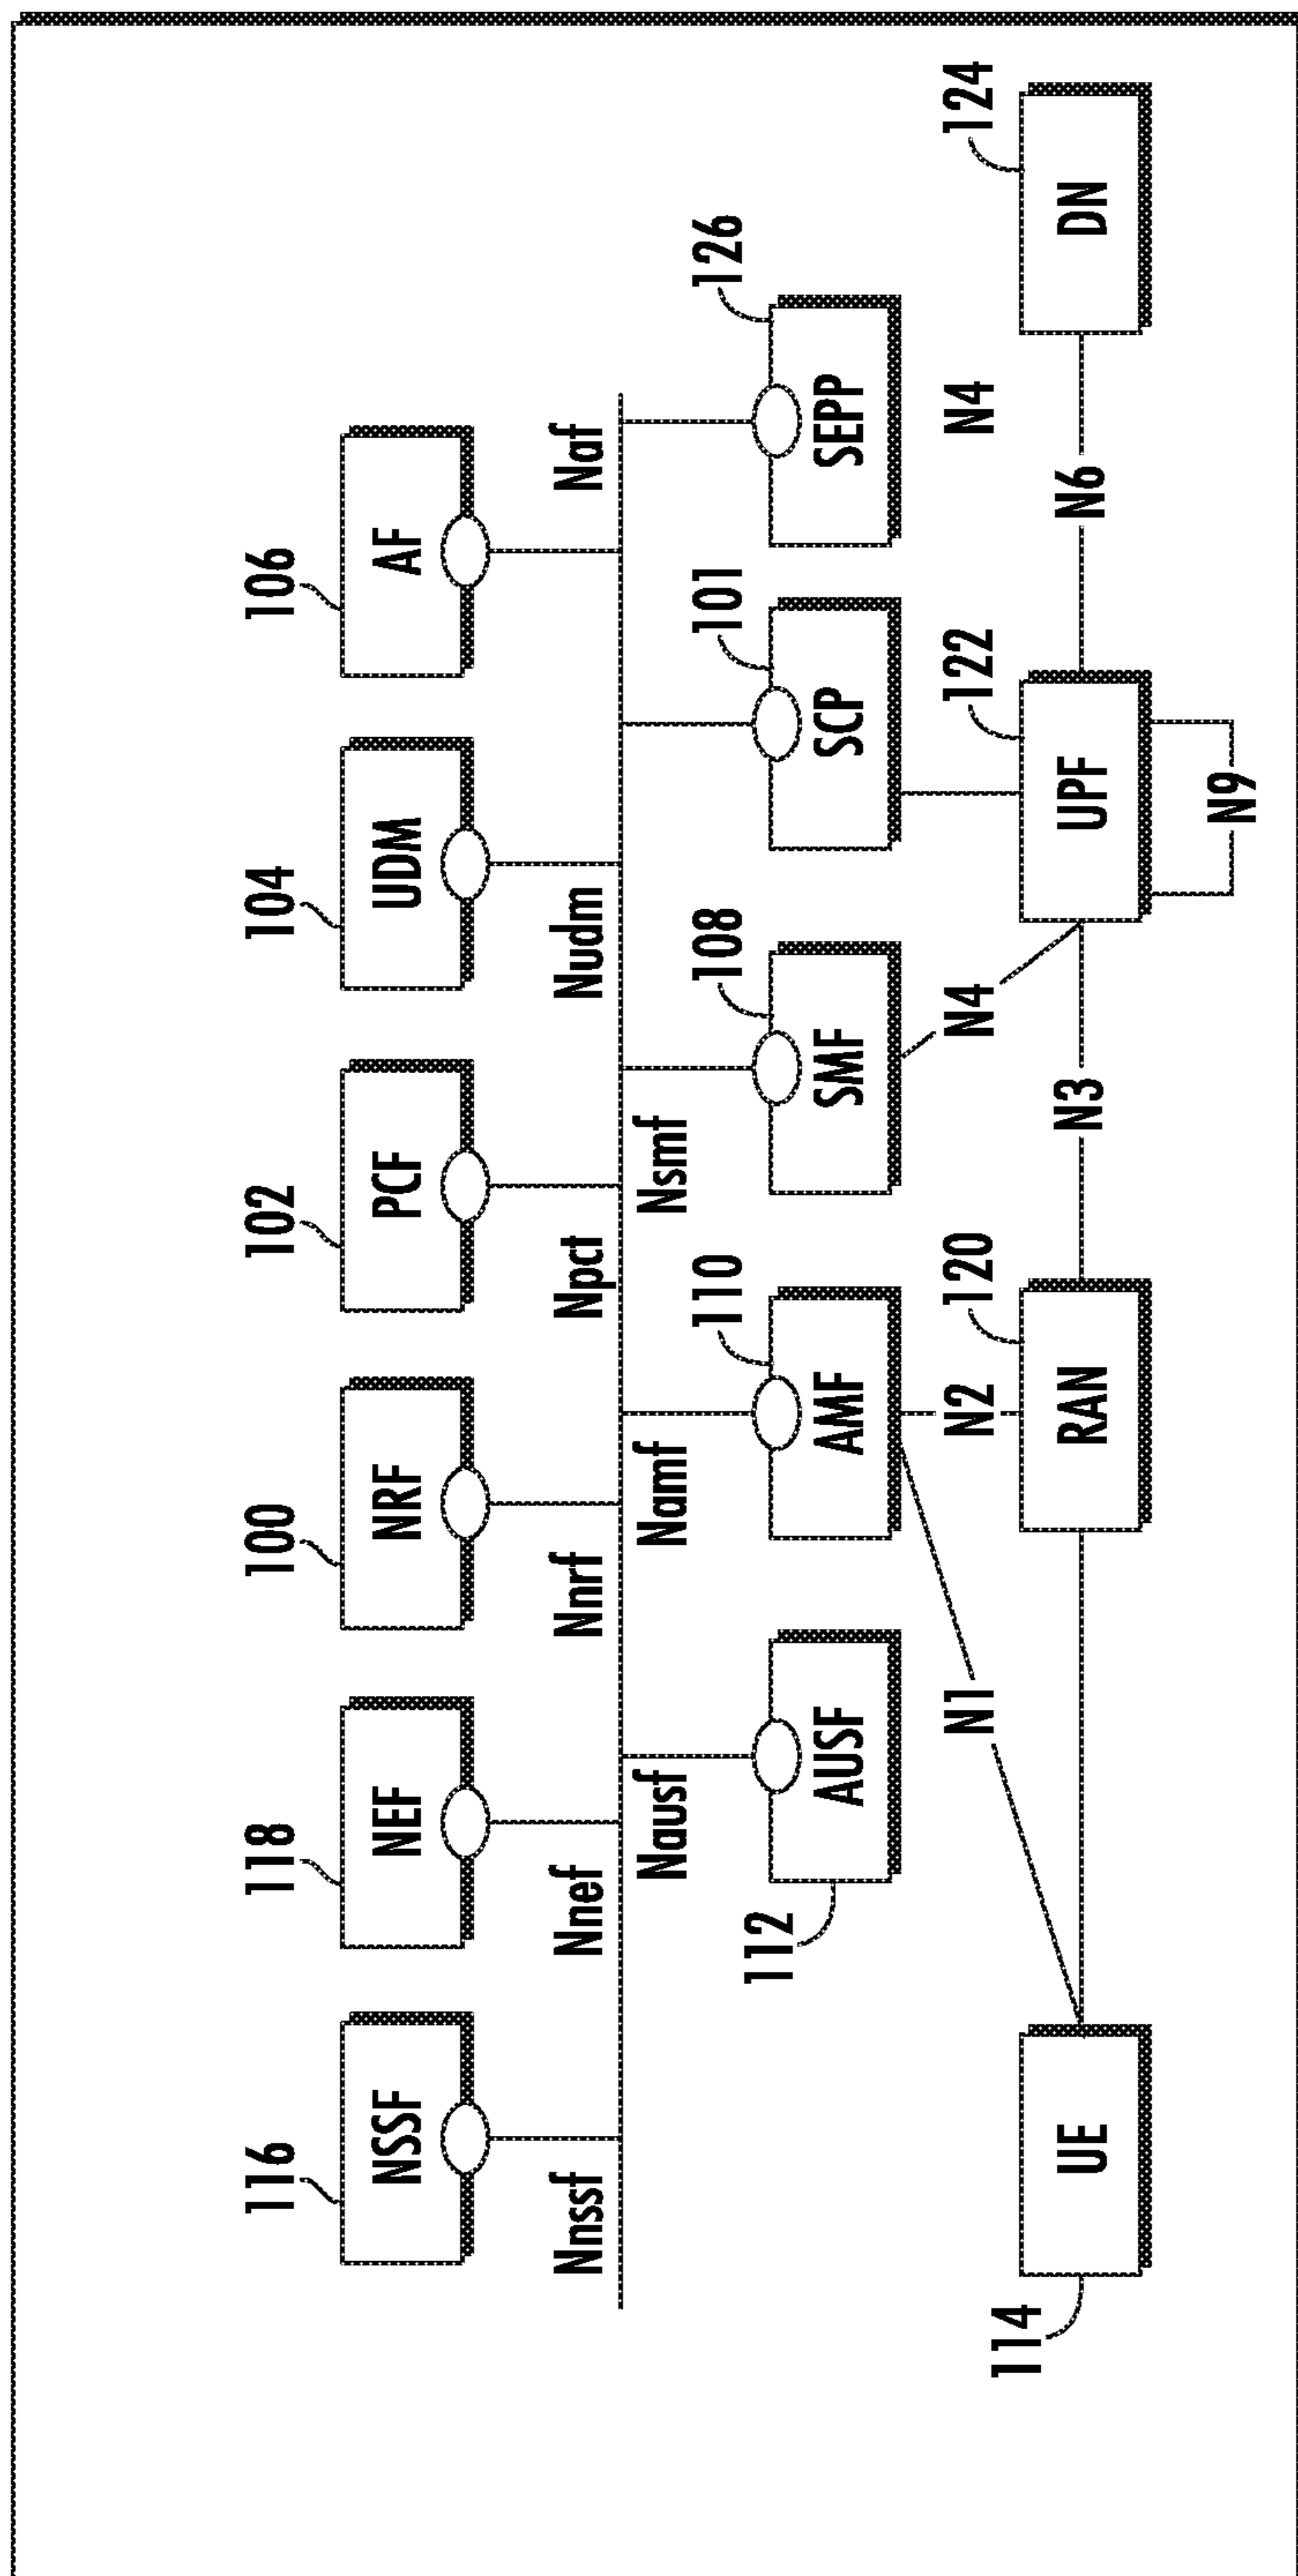 116
118
100
102
104
106
NSSF
NEF
NRF
PCF
UDM
AF
Nnssf
Nnef
Nnrf
Npct
Nudm
Naf
Nausf
Namf
Nsmf
112
110
108
101
126
AUSF
AMF
SMF
SCP
SEPP
N1
N2
N4
N4
114
120
122
124
UE
RAN
N3
UPF
N6
DN
N9